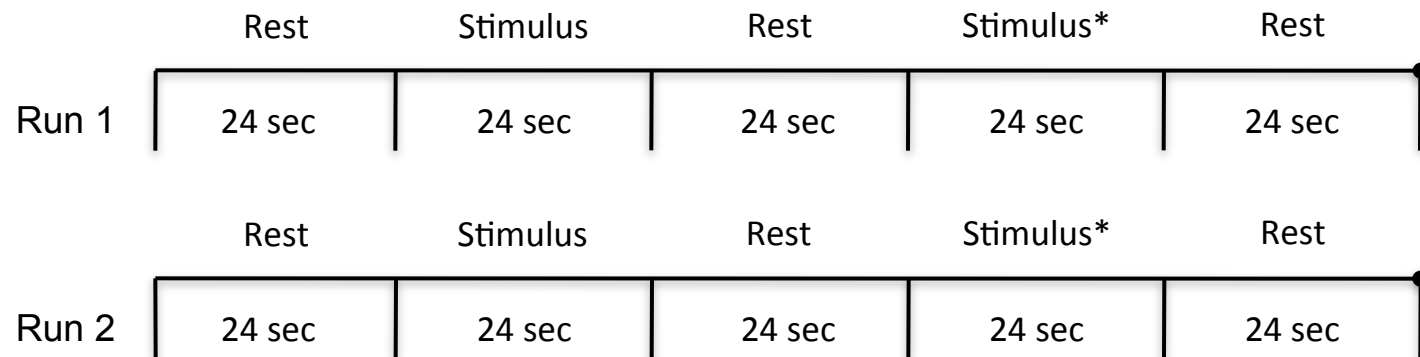 Rest Stimulus Rest Stimulus* Rest
Run 1 24 sec 24 sec 24 sec 24 sec 24 sec
Rest Stimulus Rest Stimulus* Rest
Run 2 24 sec 24 sec 24 sec 24 sec 24 sec